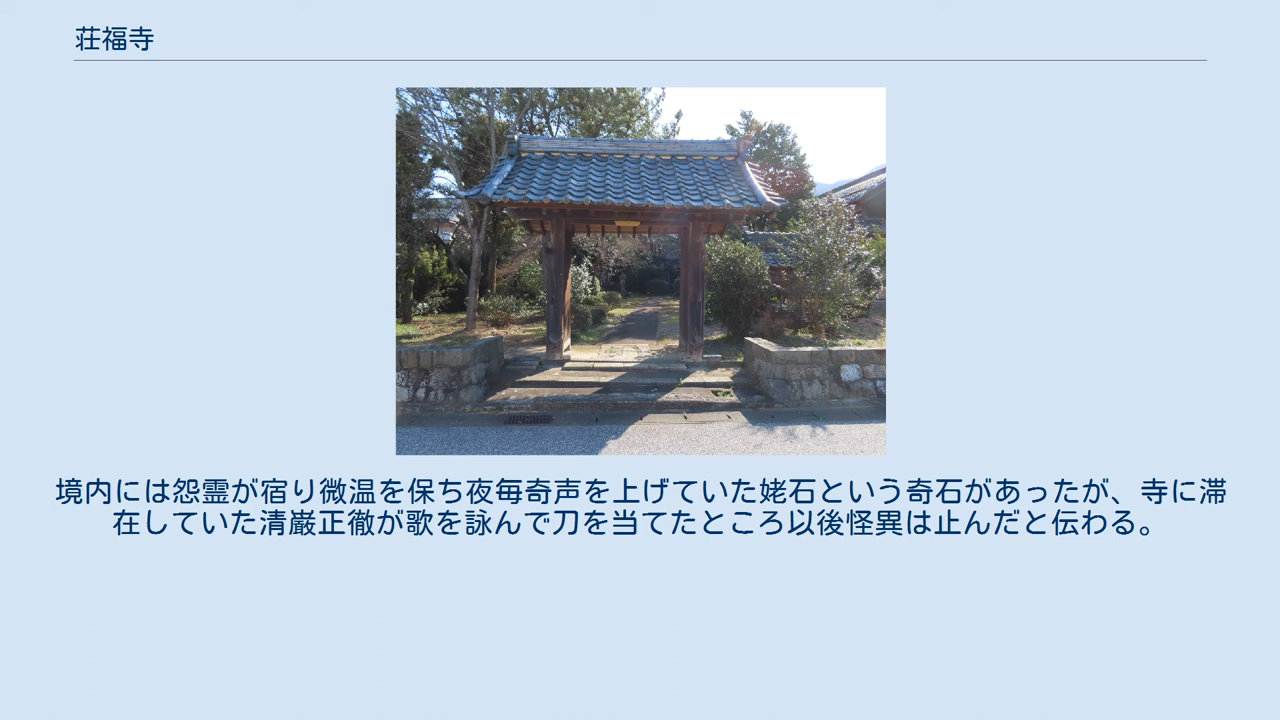 荘福寺
境内には怨霊が宿り微温を保ち夜毎奇声を上げていた姥石という奇石があったが、寺に滞
在していた清巌正徹が歌を詠んで刀を当てたところ以後怪異は止んだと伝わる。